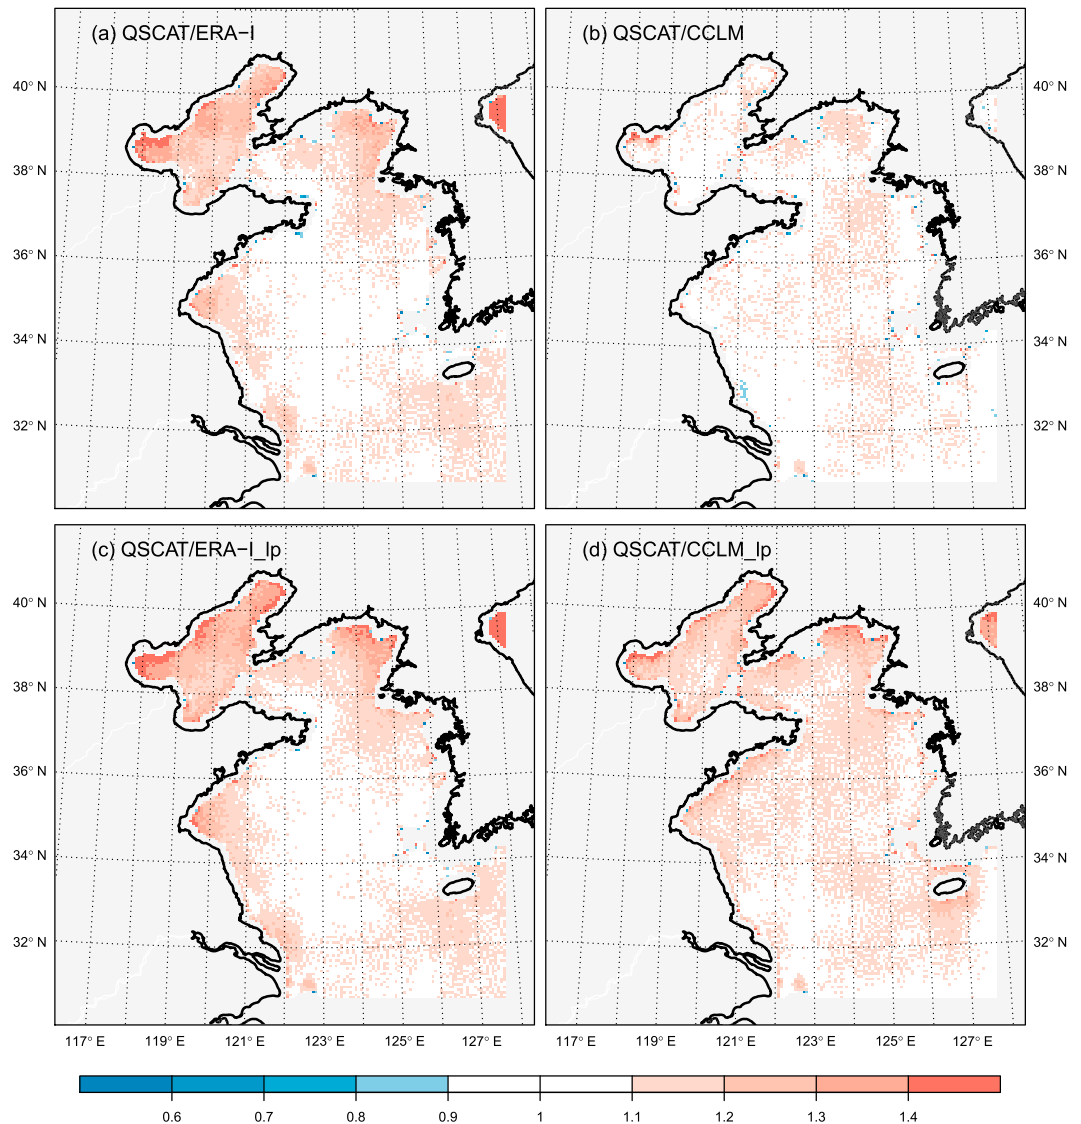 (a) QSCAT/ERA−I
(b) QSCAT/CCLM
40° N
38° N
36° N
34° N
32° N
40° N
38° N
36° N
34° N
32° N
(c) QSCAT/ERA−I_lp
(d) QSCAT/CCLM_lp
40° N
38° N
36° N
34° N
32° N
40° N
38° N
36° N
34° N
32° N
117° E 119° E 121° E 123° E 125° E 127° E
117° E 119° E 121° E 123° E 125° E 127° E
0.6 0.7 0.8 0.9 1 1.1 1.2 1.3 1.4